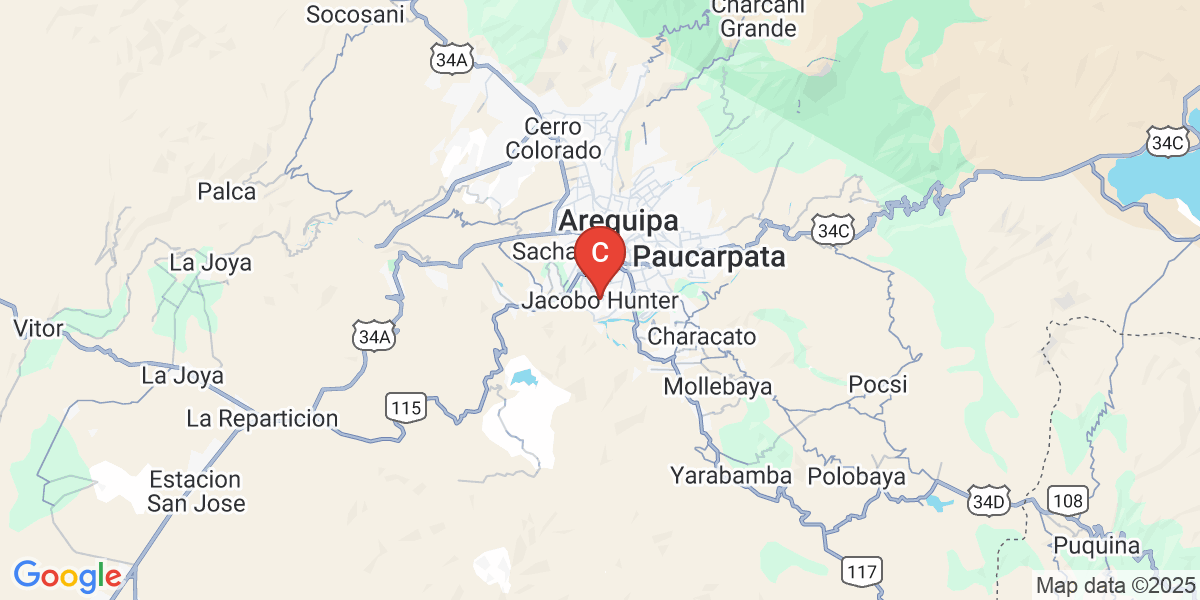 Socosani
Charcani
Grande
34A
Cerro
Colorado
34C
Palca
Arequipa
34C
Sacha
C
Paucarpata
La Joya
Jacobo Hunter
Vitor
34A
Characato
La Joya
Mollebaya
Pocsi
115
La Reparticion
Estacion
San Jose
Yarabamba
Polobaya
34D
108
Puquina
117
Google
Map data ©2025